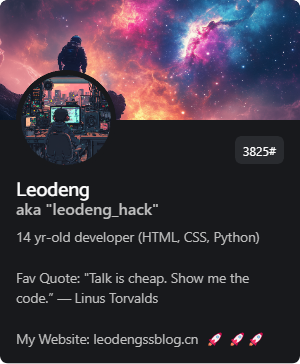 3825#
Leodeng
aka "leodeng_hack"
14 yr-old developer (HTML, CSS, Python)
Fav Quote: "Talk is cheap. Show me the
code.” — Linus Torvalds
My Website: leodengssblog.cn 🚀 🚀 🚀